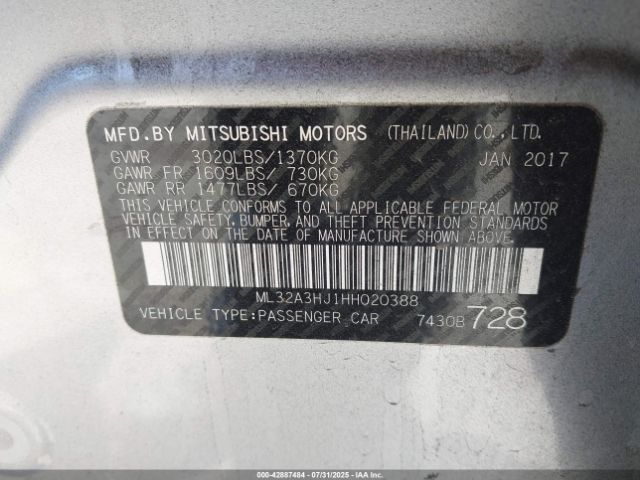 MFD.BY MITSUBISHI MOTORS (THAILAND)CO.,LTD.
GVWR 3020LBS/1370KG JAN 2017
GAWR FR 1609LBS/ 730KG
GAWR RR 1477LBS/ 670KG
THIS VEHICLE CONFORMS TO ALL APPLICABLE FEDERAL MOTOR
VEHICLE SAFETY, BUMPER, AND THEFT PREVENTION STANDARDS
IN EFFECT ON THE DATE OF MANUFACTURE SHOWN ABOVE.
ML32A3HJ1HH020388
VEHICLE TYPE:PASSENGER CAR 7430B 728
000-42887484 | 07/31/2025 | IAA, Inc.